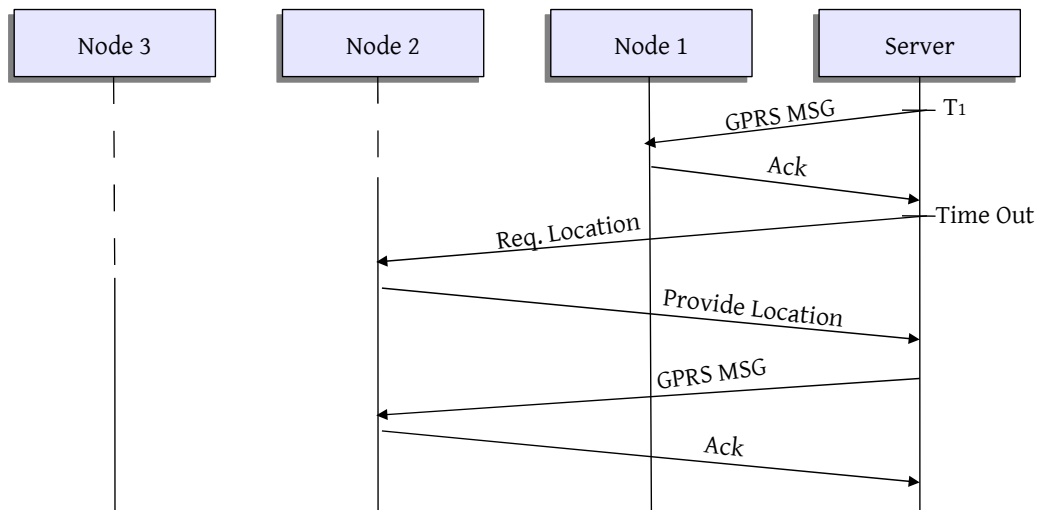 Node 3
Node 2
Node 1
Server
T1
GPRS MSG
Ack
Time Out
Req. Location
Provide Location
GPRS MSG
Ack